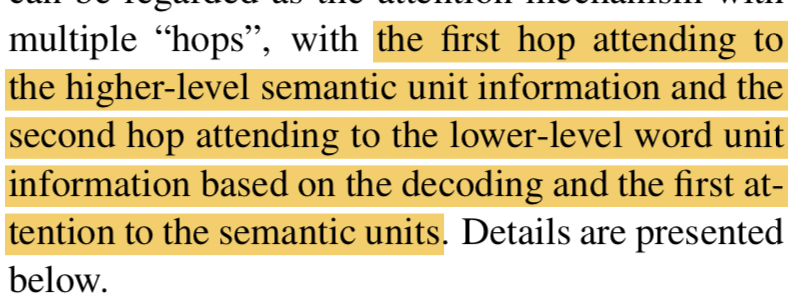 can be regarded as the attention mechanism with
multiple “hops”, with the first hop attending to
the higher-level semantic unit information and the
second hop attending to the lower-level word unit
information based on the decoding and the first at-
tention to the semantic units. Details are presented
below.